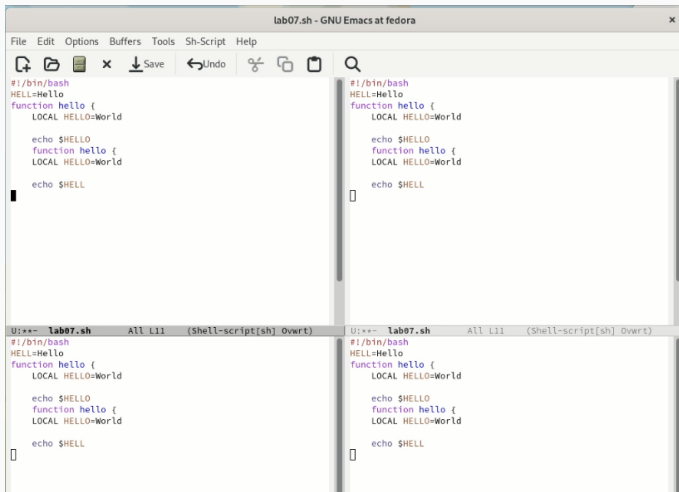 lab07.sh - GNU Emacs at fedora
File Edit Options Buffers Tools Sh-Script Help
Save Undo
#!/bin/bash
HELL=Hello
function hello {
LOCAL HELLO=World
echo $HELLO
function hello {
LOCAL HELLO=World
echo $HELL
U:**- lab07.sh All L11 (Shell-script[sh] Ovwrt)
#!/bin/bash
HELL=Hello
function hello {
LOCAL HELLO=World
echo $HELLO
function hello {
LOCAL HELLO=World
echo $HELL
U:**- lab07.sh All L11 (Shell-script[sh] Ovwrt)
#!/bin/bash
HELL=Hello
function hello {
LOCAL HELLO=World
echo $HELLO
function hello {
LOCAL HELLO=World
echo $HELL
#!/bin/bash
HELL=Hello
function hello {
LOCAL HELLO=World
echo $HELLO
function hello {
LOCAL HELLO=World
echo $HELL